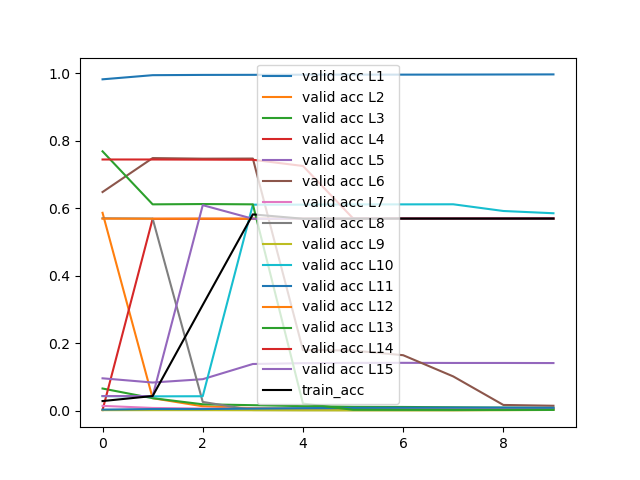 1.0
0.8
0.6
0.4
0.2
0.0
0
2
4
6
8
valid acc L1
valid acc L2
valid acc L3
valid acc L4
valid acc L5
valid acc L6
valid acc L7
valid acc L8
valid acc L9
valid acc L10
valid acc L11
valid acc L12
valid acc L13
valid acc L14
valid acc L15
train_acc